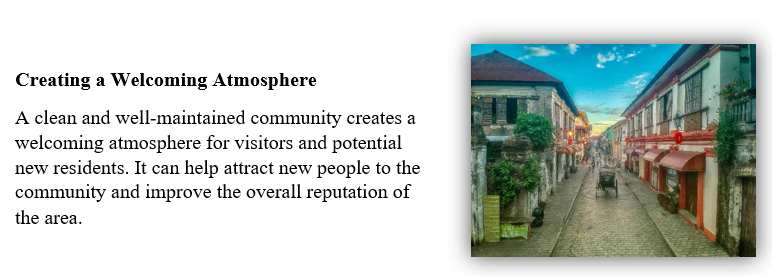 Creating a Welcoming Atmosphere
A clean and well-maintained community creates a
welcoming atmosphere for visitors and potential
new residents. It can help attract new people to the
community and improve the overall reputation of
the area.